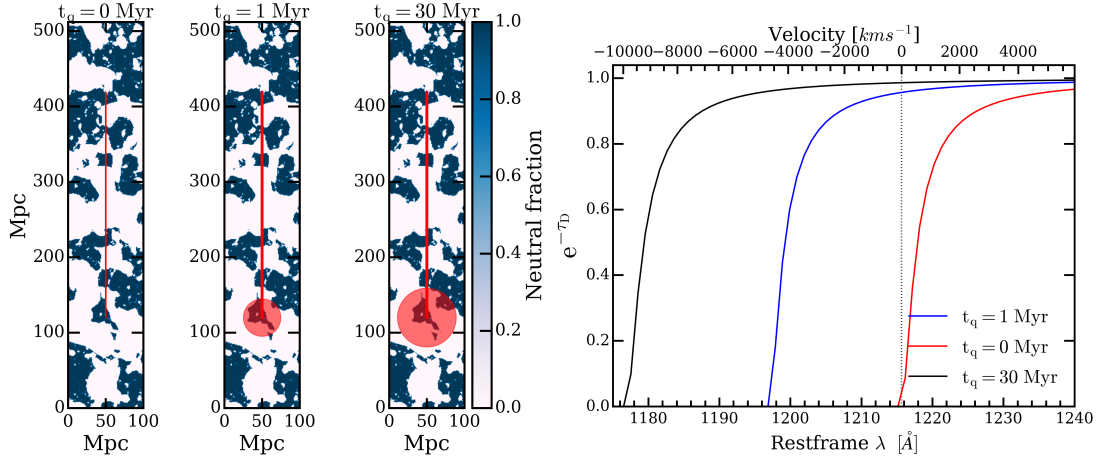 t_q = 0 Myr
t_q = 1 Myr
t_q = 30 Myr
500
400
300
200
100
0
Mpc
0 50 100
Mpc
500
400
300
200
100
0
0 50 100
Mpc
500
400
300
200
100
0
0 50 100
Mpc
1.0
0.8
0.6
0.4
0.2
0.0
Neutral fraction
Velocity [kms⁻¹]
−10000 −8000 −6000 −4000 −2000 0 2000 4000
1.0
0.8
0.6
0.4
0.2
0.0
e^{−τ_D}
t_q = 1 Myr
t_q = 0 Myr
t_q = 30 Myr
1180 1190 1200 1210 1220 1230 1240
Restframe λ [Å]